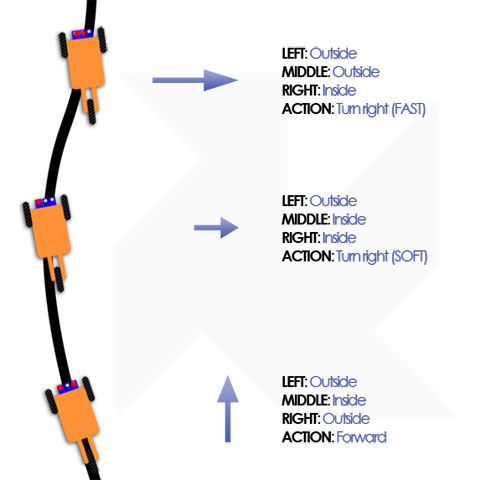 LEFT: Outside
MIDDLE: Outside
RIGHT: Inside
ACTION: Turn right (FAST)
LEFT: Outside
MIDDLE: Inside
RIGHT: Inside
ACTION: Turn right (SOFT)
LEFT: Outside
MIDDLE: Inside
RIGHT: Outside
ACTION: Forward